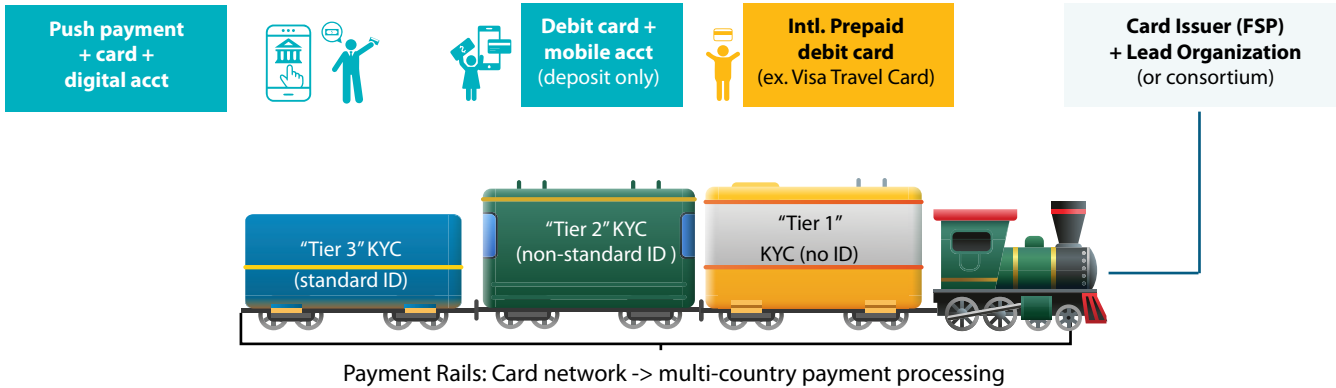 Push payment
+ card +
digital acct
Debit card +
mobile acct
(deposit only)
Intl. Prepaid
debit card
(ex. Visa Travel Card)
Card Issuer (FSP)
+ Lead Organization
(or consortium)
“Tier 3” KYC
(standard ID)
“Tier 2” KYC
(non-standard ID )
“Tier 1”
KYC (no ID)
Payment Rails: Card network -> multi-country payment processing